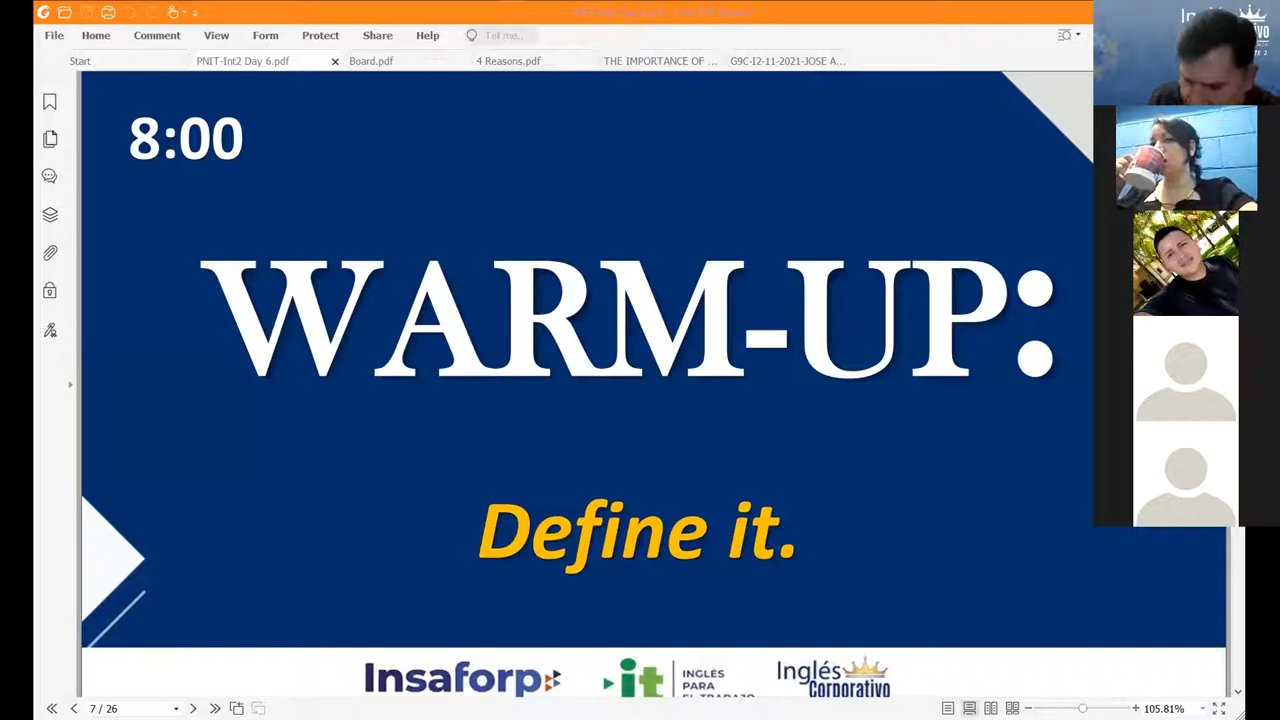 File Home Comment View Form Protect Share Help Tell me..
Start PNIT-Int2 Day 6.pdf Board.pdf 4 Reasons.pdf THE IMPORTANCE OF ... G9C-I2-11-2021-JOSE A...
8:00
WARM-UP:
Define it.
Insaforp
it
INGLÉS
PARA
Inglés
Corporativo
7 / 26
105.81%